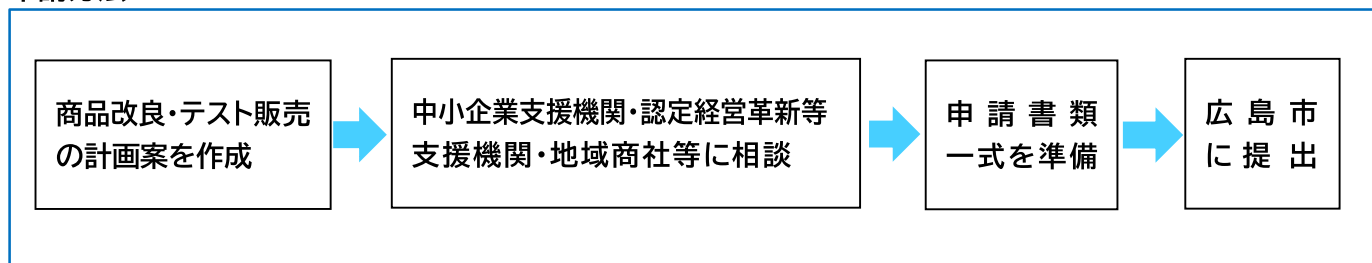 商品改良・テスト販売
の計画案を作成
中小企業支援機関・認定経営革新等
支援機関・地域商社等に相談
申請書類
一式を準備
広島市
に提出